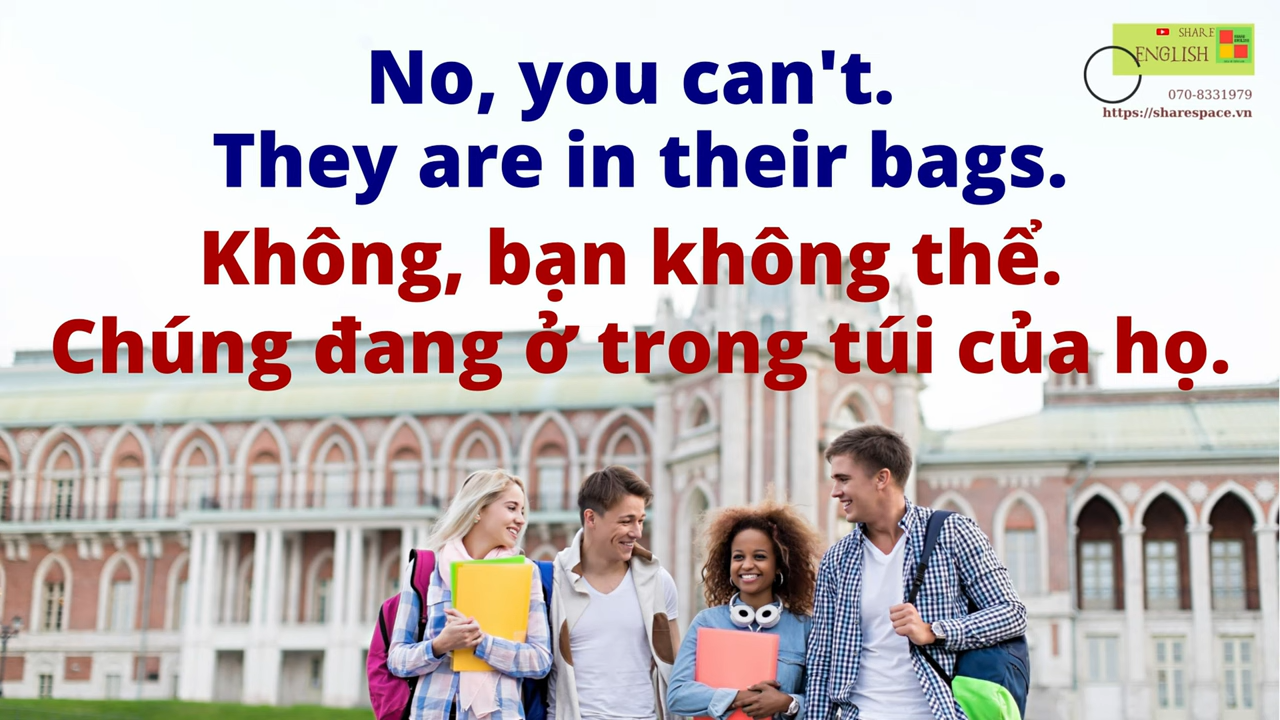 No, you can't.
They are in their bags.
Không, bạn không thể.
Chúng đang ở trong túi của họ.
SHARE
ENGLISH
070-8331979
https://sharespace.vn